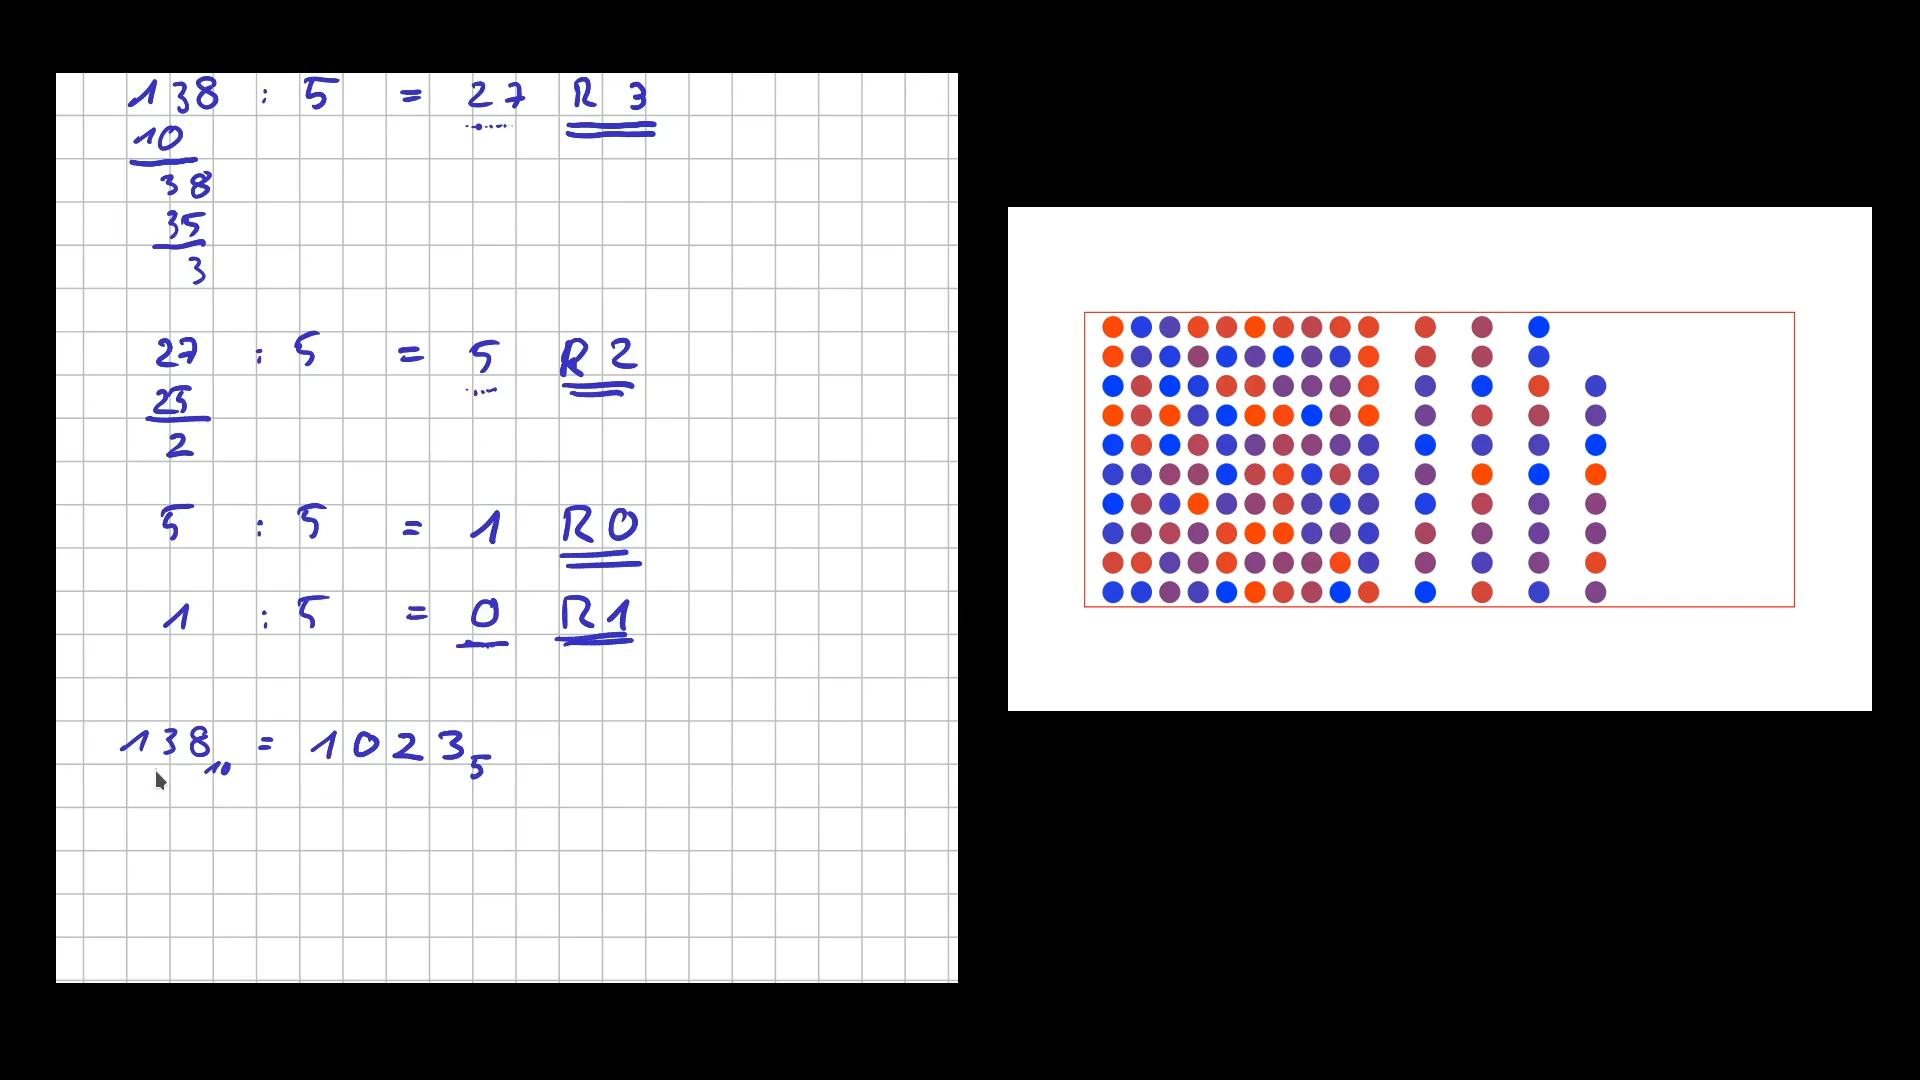 138 : 5 = 27 R 3
10
38
35
3
27 : 5 = 5 R 2
25
2
5 : 5 = 1 R 0
1 : 5 = 0 R 1
138₁₀ = 1023₅